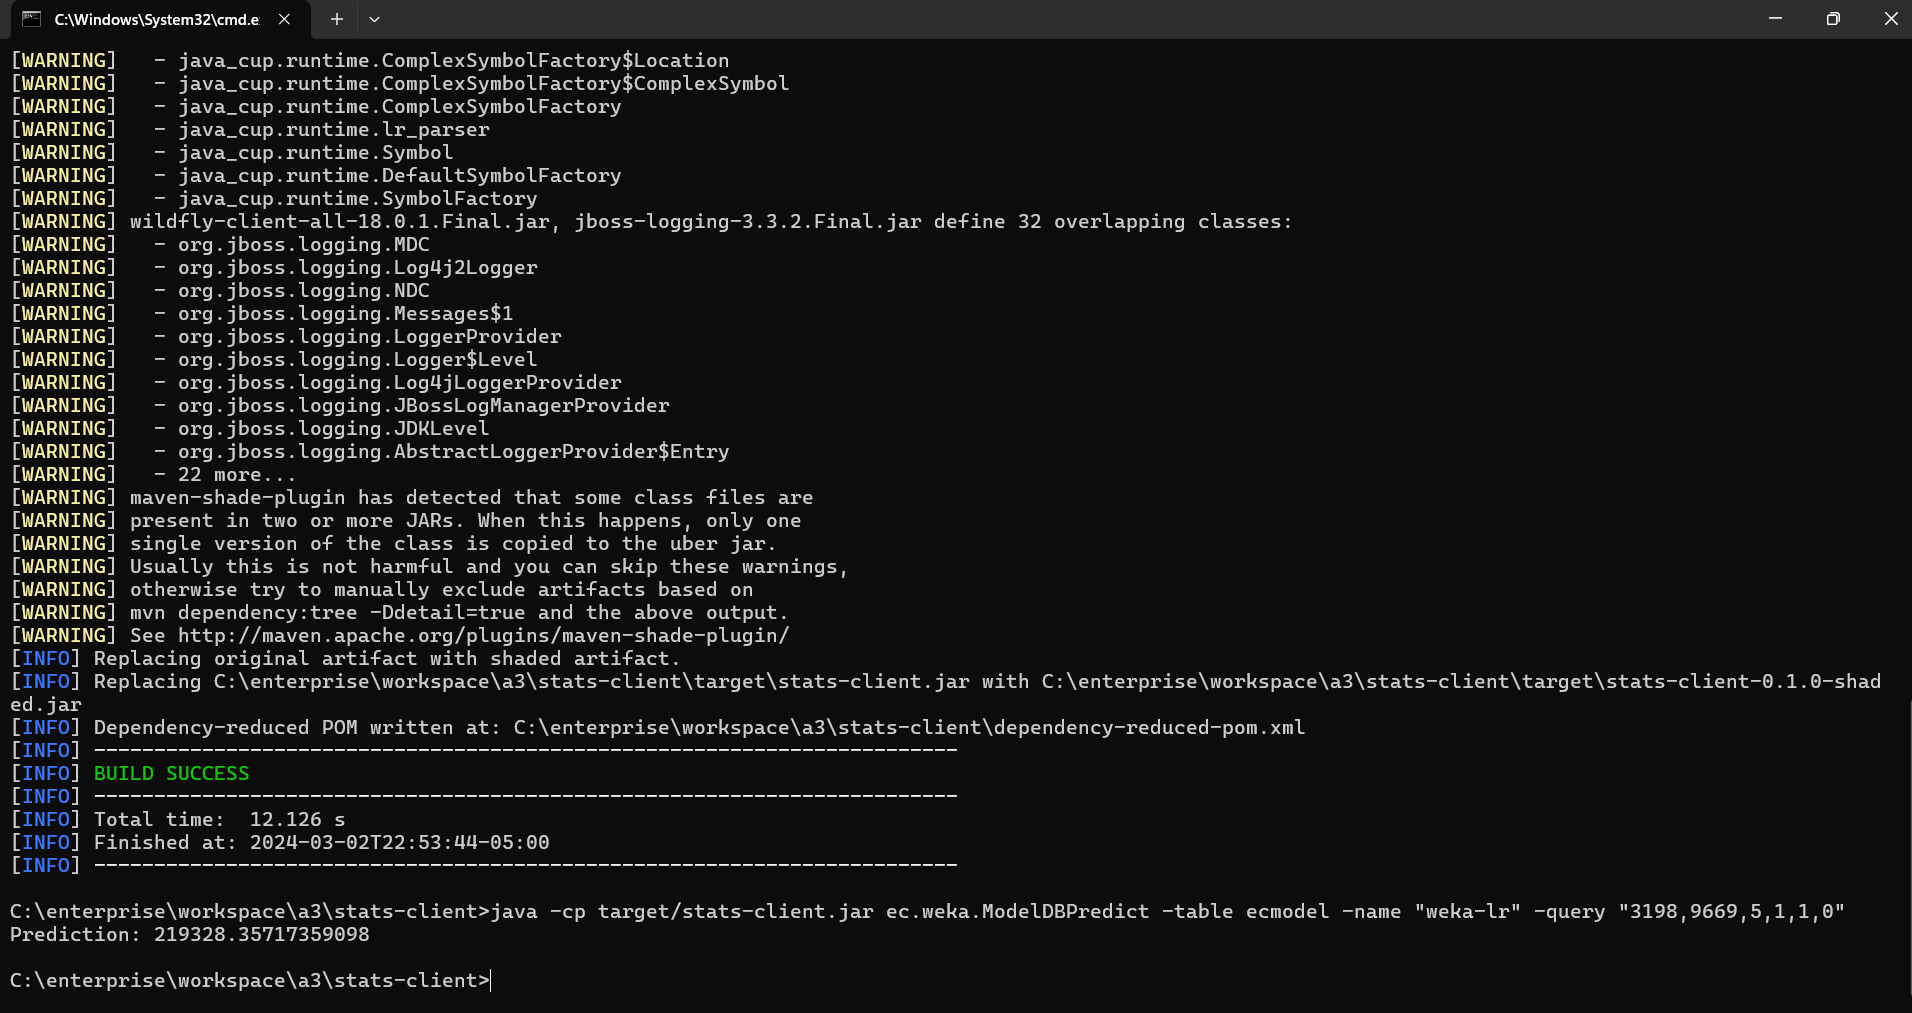 C:\Windows\System32\cmd.e
[WARNING]   - java_cup.runtime.ComplexSymbolFactory$Location
[WARNING]   - java_cup.runtime.ComplexSymbolFactory$ComplexSymbol
[WARNING]   - java_cup.runtime.ComplexSymbolFactory
[WARNING]   - java_cup.runtime.lr_parser
[WARNING]   - java_cup.runtime.Symbol
[WARNING]   - java_cup.runtime.DefaultSymbolFactory
[WARNING]   - java_cup.runtime.SymbolFactory
[WARNING] wildfly-client-all-18.0.1.Final.jar, jboss-logging-3.3.2.Final.jar define 32 overlapping classes:
[WARNING]   - org.jboss.logging.MDC
[WARNING]   - org.jboss.logging.Log4j2Logger
[WARNING]   - org.jboss.logging.NDC
[WARNING]   - org.jboss.logging.Messages$1
[WARNING]   - org.jboss.logging.LoggerProvider
[WARNING]   - org.jboss.logging.Logger$Level
[WARNING]   - org.jboss.logging.Log4jLoggerProvider
[WARNING]   - org.jboss.logging.JBossLogManagerProvider
[WARNING]   - org.jboss.logging.JDKLevel
[WARNING]   - org.jboss.logging.AbstractLoggerProvider$Entry
[WARNING]   - 22 more...
[WARNING] maven-shade-plugin has detected that some class files are
[WARNING] present in two or more JARs. When this happens, only one
[WARNING] single version of the class is copied to the uber jar.
[WARNING] Usually this is not harmful and you can skip these warnings,
[WARNING] otherwise try to manually exclude artifacts based on
[WARNING] mvn dependency:tree -Ddetail=true and the above output.
[WARNING] See http://maven.apache.org/plugins/maven-shade-plugin/
[INFO] Replacing original artifact with shaded artifact.
[INFO] Replacing C:\enterprise\workspace\a3\stats-client\target\stats-client.jar with C:\enterprise\workspace\a3\stats-client\target\stats-client-0.1.0-shad
ed.jar
[INFO] Dependency-reduced POM written at: C:\enterprise\workspace\a3\stats-client\dependency-reduced-pom.xml
[INFO] ------------------------------------------------------------------------
[INFO] BUILD SUCCESS
[INFO] ------------------------------------------------------------------------
[INFO] Total time:  12.126 s
[INFO] Finished at: 2024-03-02T22:53:44-05:00
[INFO] ------------------------------------------------------------------------
C:\enterprise\workspace\a3\stats-client>java -cp target/stats-client.jar ec.weka.ModelDBPredict -table ecmodel -name "weka-lr" -query "3198,9669,5,1,1,0"
Prediction: 219328.35717359098
C:\enterprise\workspace\a3\stats-client>